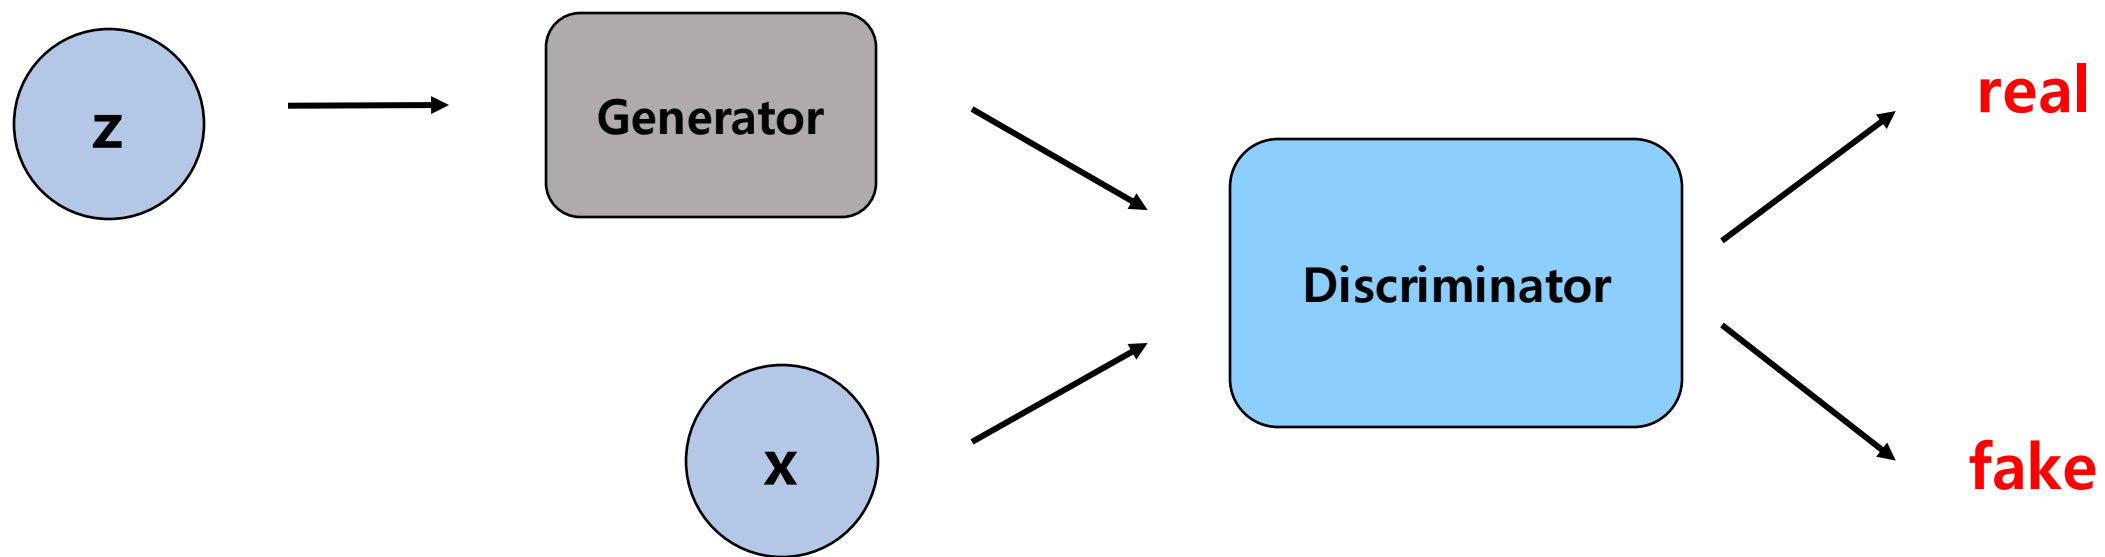 z
Generator
real
Discriminator
x
fake